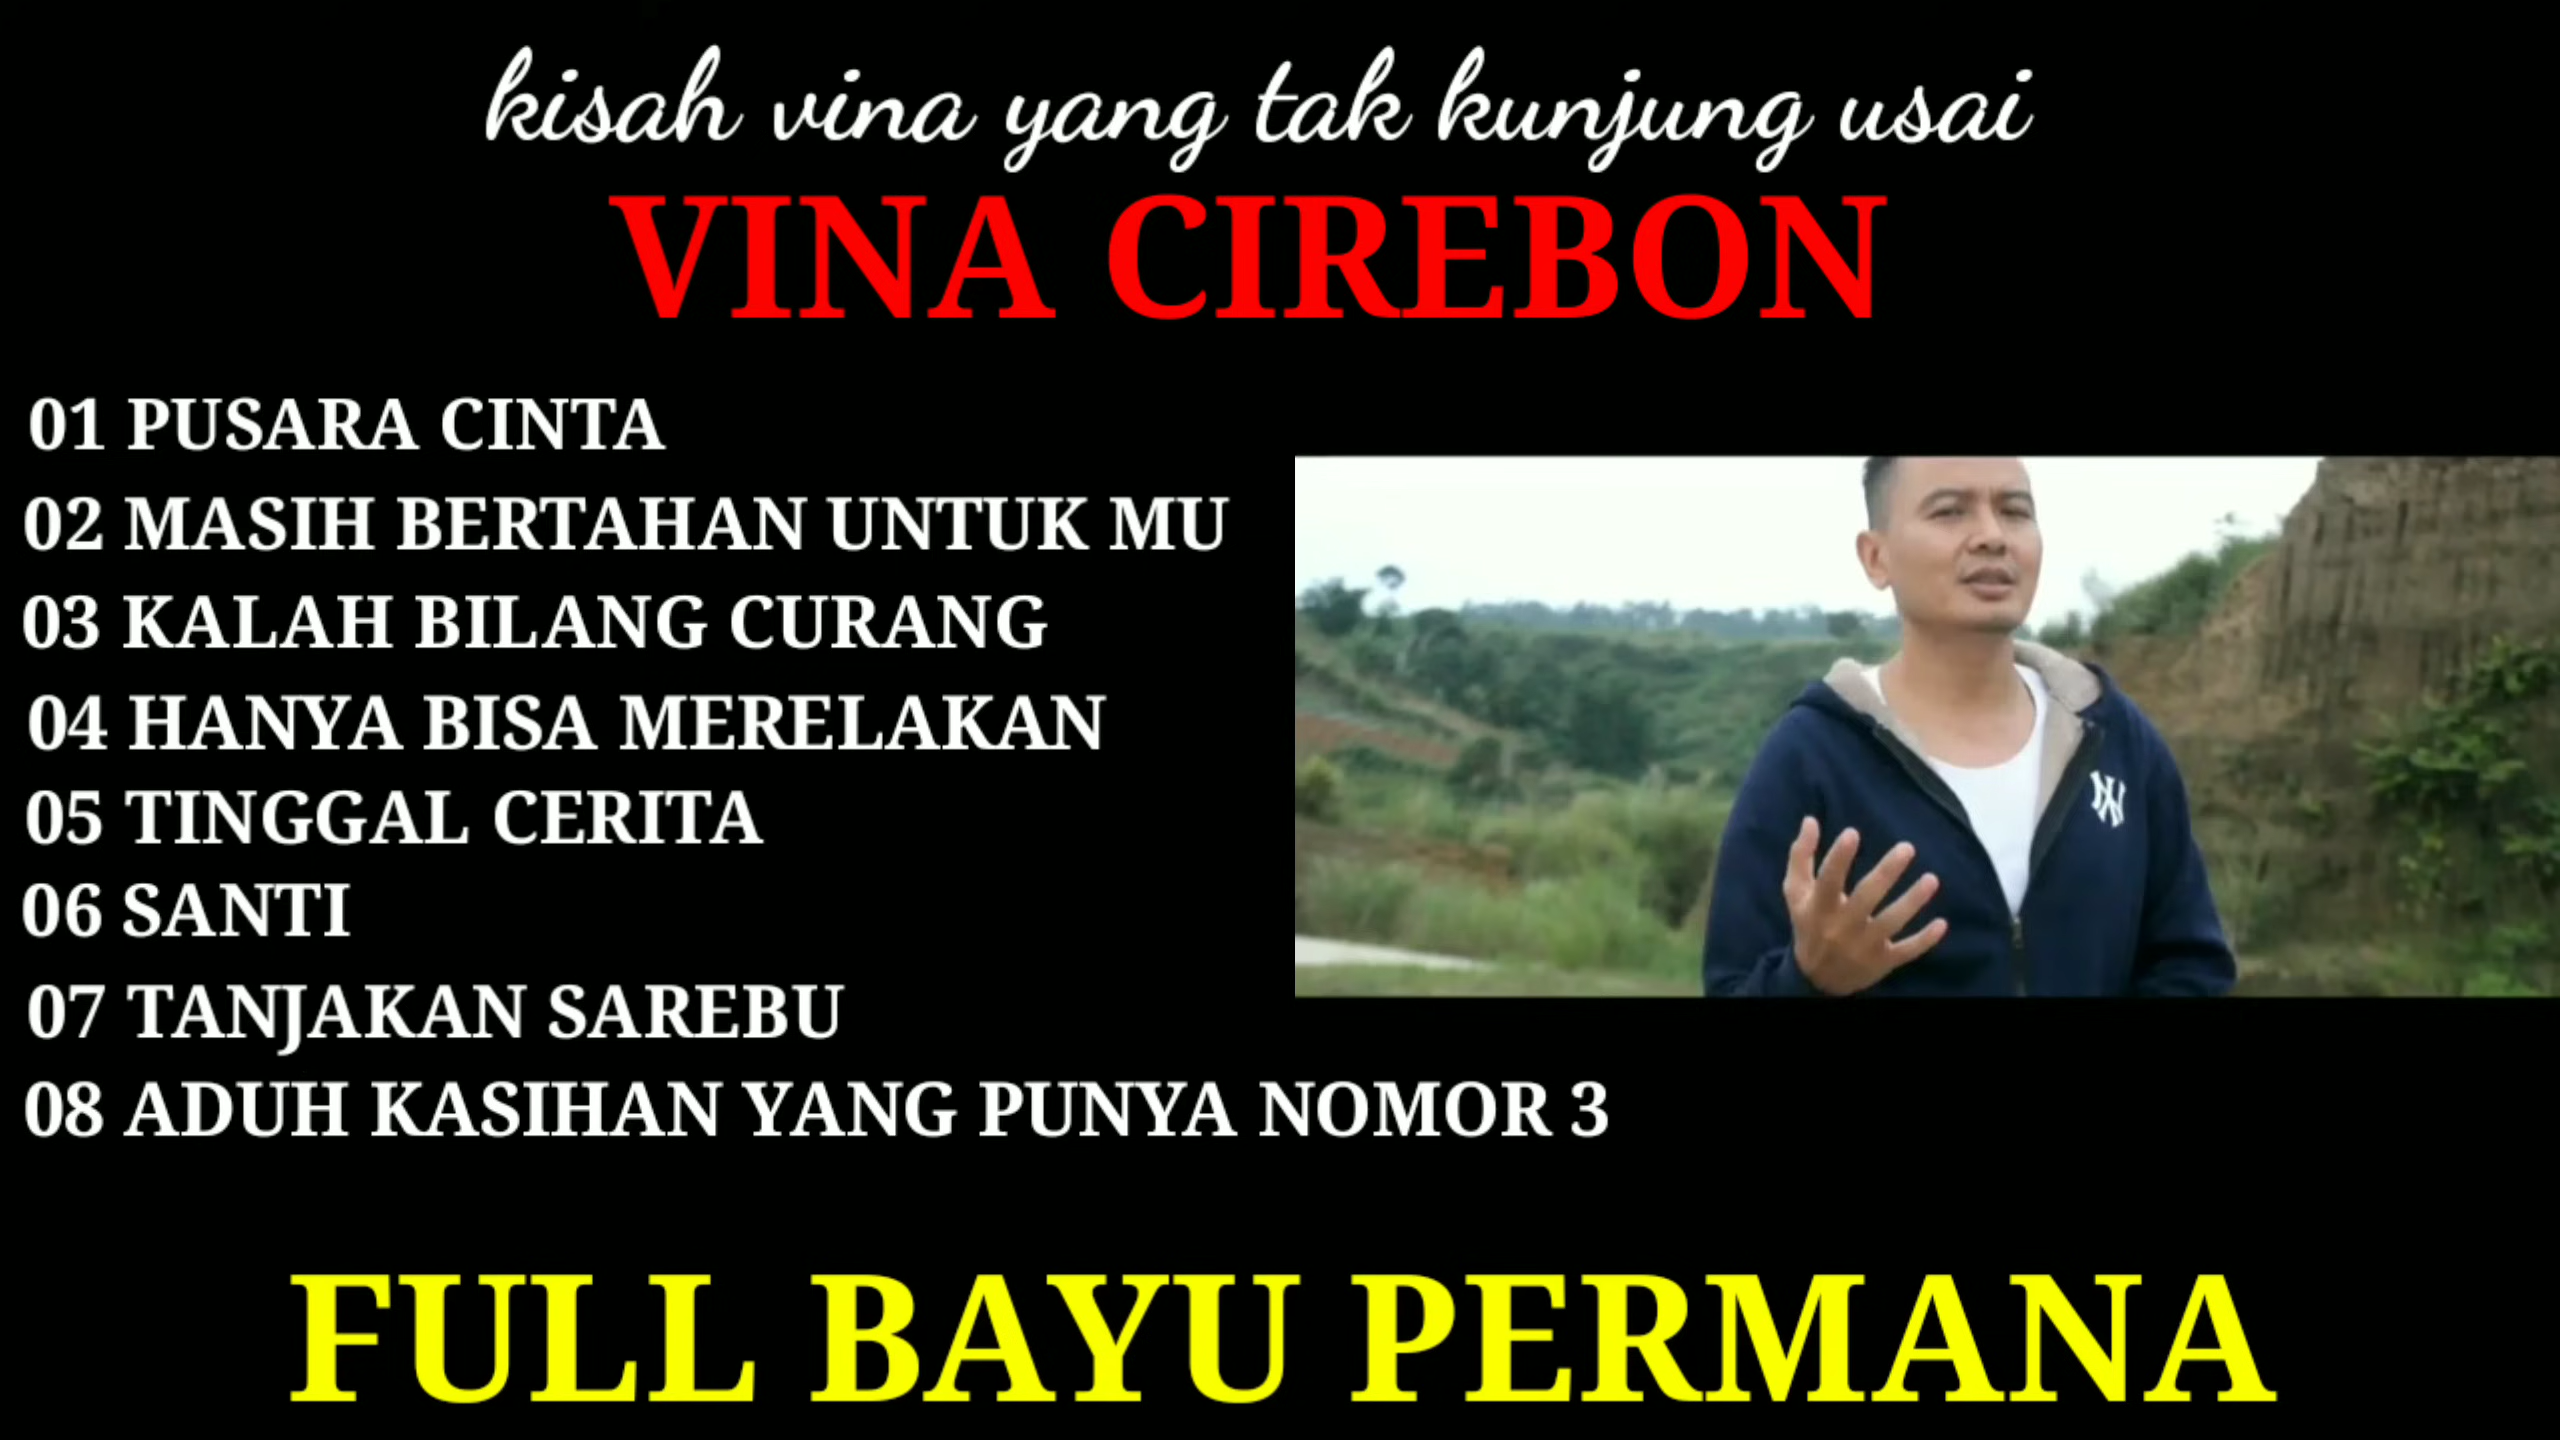 kisah vina yang tak kunjung usai
VINA CIREBON
01 PUSARA CINTA
02 MASIH BERTAHAN UNTUK MU
03 KALAH BILANG CURANG
04 HANYA BISA MERELAKAN
05 TINGGAL CERITA
06 SANTI
07 TANJAKAN SAREBU
08 ADUH KASIHAN YANG PUNYA NOMOR 3
NY
FULL BAYU PERMANA